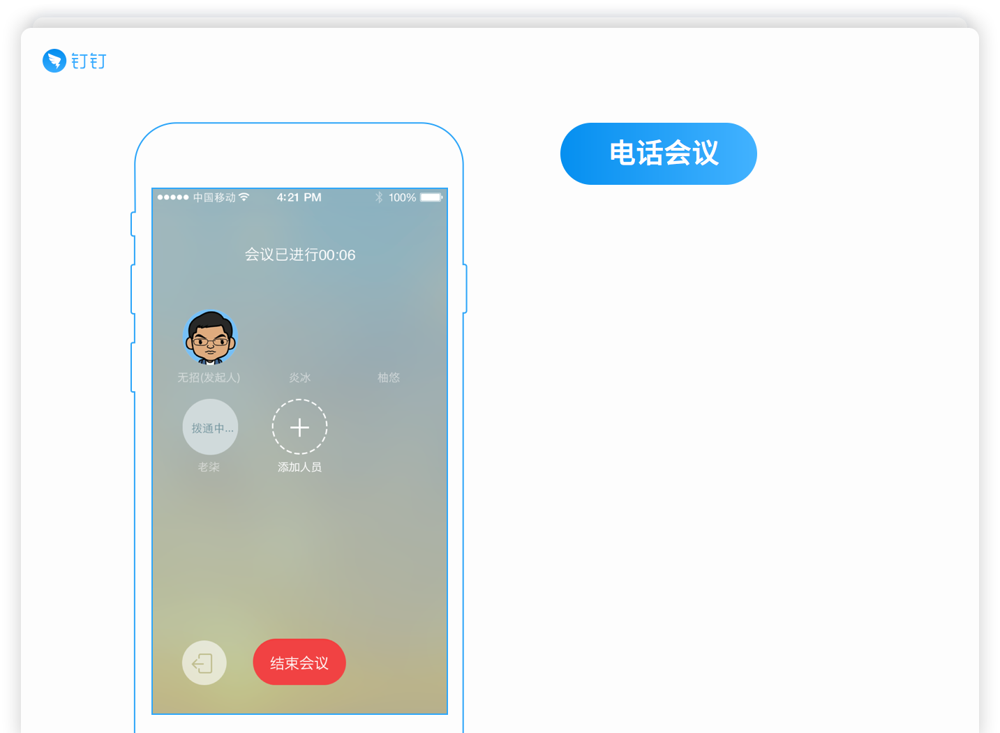 钉钉
电话会议
中国移动 4:21 PM 100%
会议已进行00:06
无招(发起人) 炎冰 柚悠
拨通中...
老柒 添加人员
结束会议